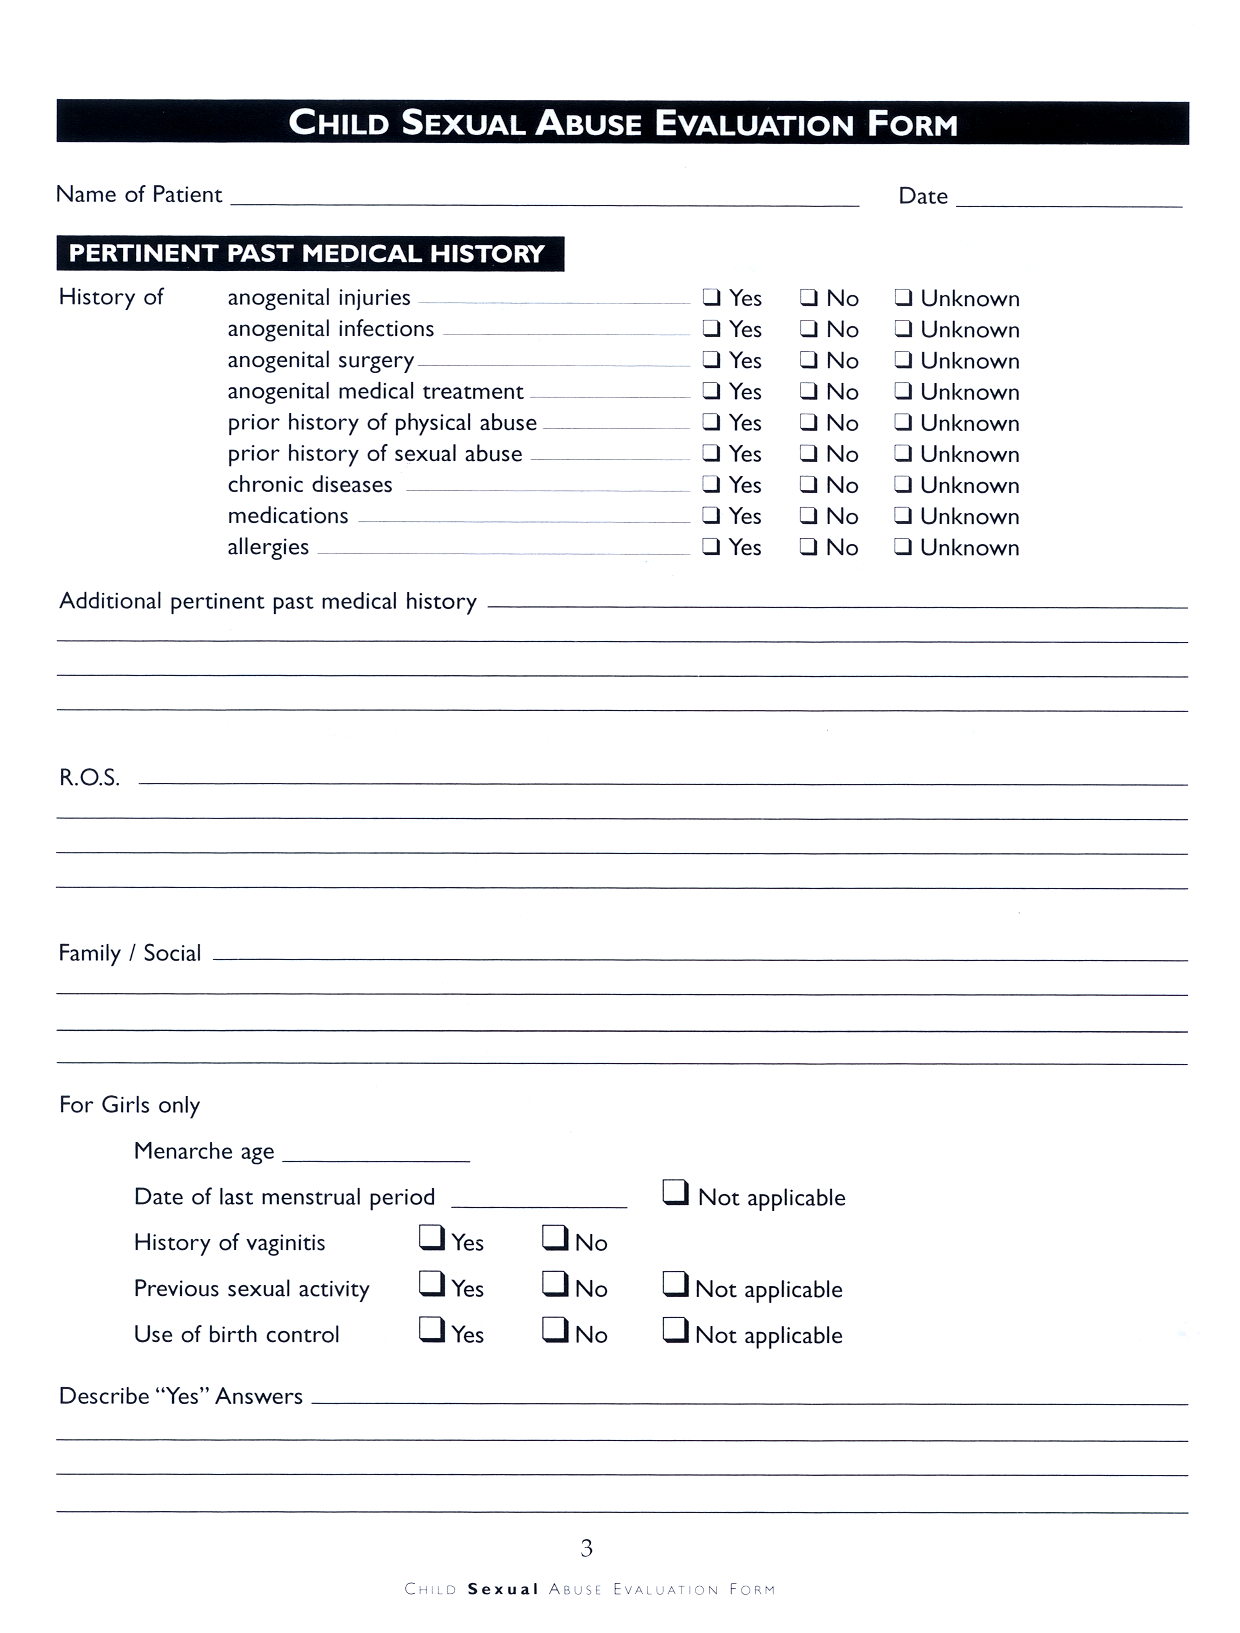 CHILD SEXUAL ABUSE EVALUATION FORM
Name of Patient Date
PERTINENT PAST MEDICAL HISTORY
History of anogenital injuries Yes No Unknown
anogenital infections Yes No Unknown
anogenital surgery Yes No Unknown
anogenital medical treatment Yes No Unknown
prior history of physical abuse Yes No Unknown
prior history of sexual abuse Yes No Unknown
chronic diseases Yes No Unknown
medications Yes No Unknown
allergies Yes No Unknown
Additional pertinent past medical history
R.O.S.
Family / Social
For Girls only
Menarche age
Date of last menstrual period Not applicable
History of vaginitis Yes No
Previous sexual activity Yes No Not applicable
Use of birth control Yes No Not applicable
Describe “Yes” Answers
3
CHILD Sexual ABUSE EVALUATION FORM